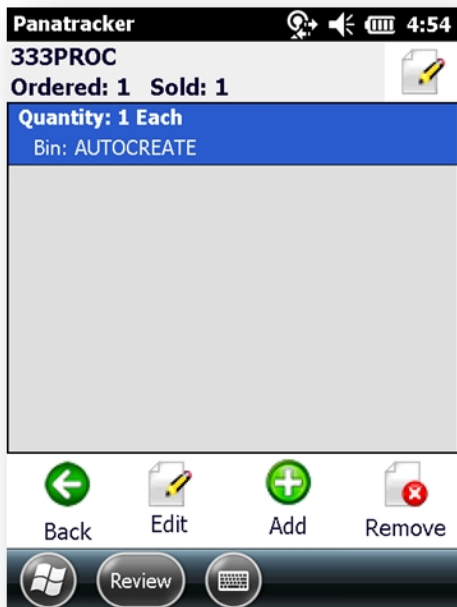 Panatracker 4:54
333PROC
Ordered: 1 Sold: 1
Quantity: 1 Each
Bin: AUTOCREATE
Back Edit Add Remove
Review